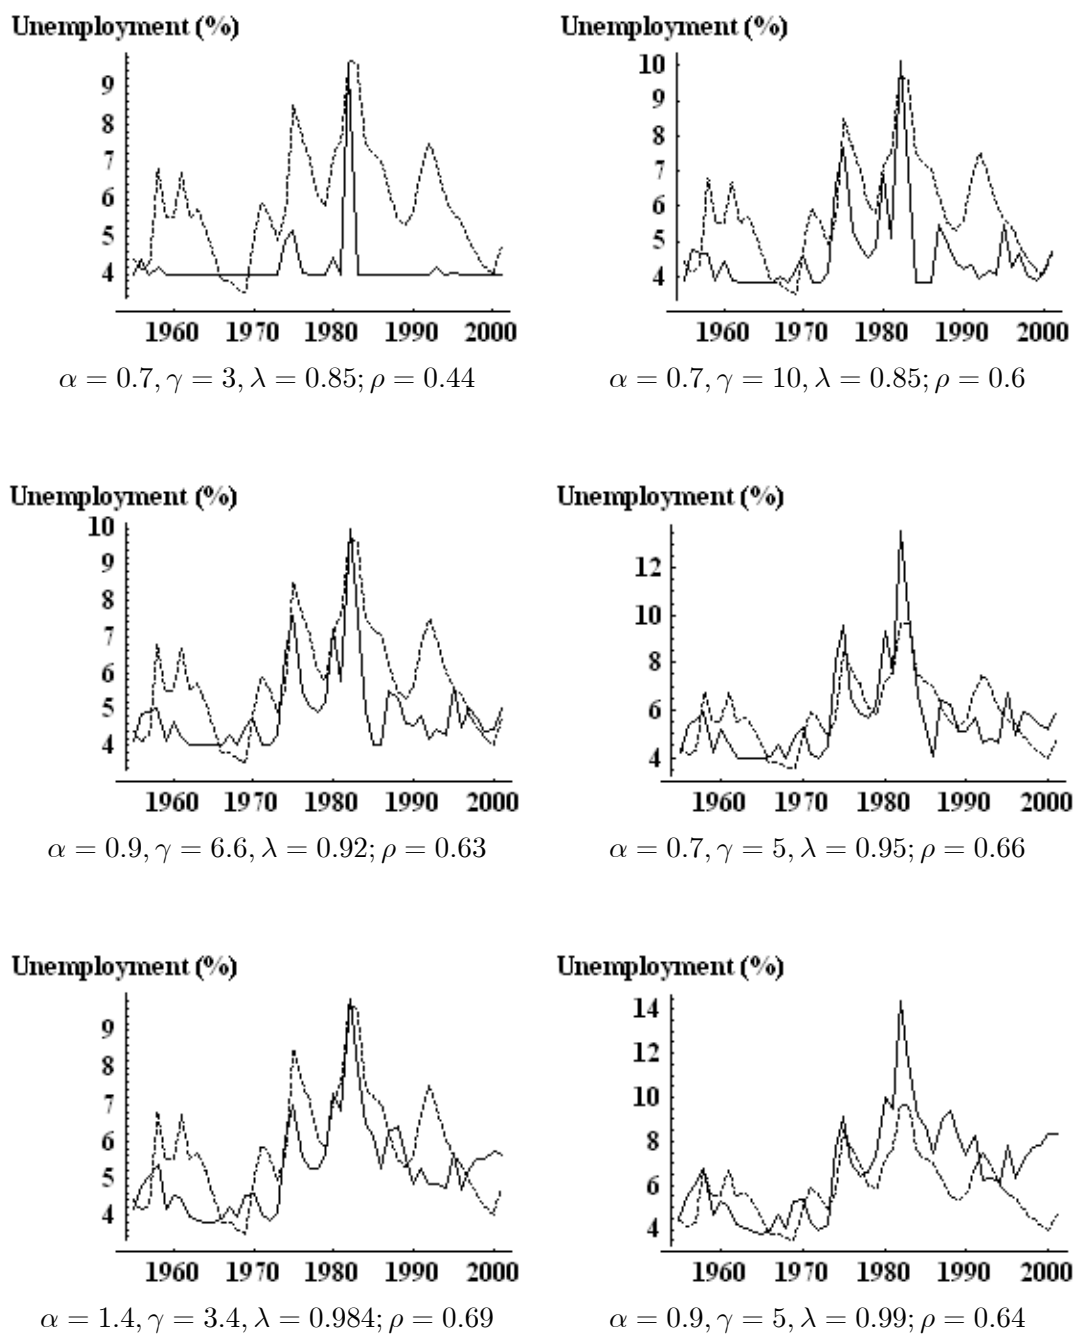 Unemployment (%)
9
8
7
6
5
4
1960 1970 1980 1990 2000
α = 0.7, γ = 3, λ = 0.85; ρ = 0.44
Unemployment (%)
10
9
8
7
6
5
4
1960 1970 1980 1990 2000
α = 0.7, γ = 10, λ = 0.85; ρ = 0.6
Unemployment (%)
10
9
8
7
6
5
4
1960 1970 1980 1990 2000
α = 0.9, γ = 6.6, λ = 0.92; ρ = 0.63
Unemployment (%)
12
10
8
6
4
1960 1970 1980 1990 2000
α = 0.7, γ = 5, λ = 0.95; ρ = 0.66
Unemployment (%)
9
8
7
6
5
4
1960 1970 1980 1990 2000
α = 1.4, γ = 3.4, λ = 0.984; ρ = 0.69
Unemployment (%)
14
12
10
8
6
4
1960 1970 1980 1990 2000
α = 0.9, γ = 5, λ = 0.99; ρ = 0.64